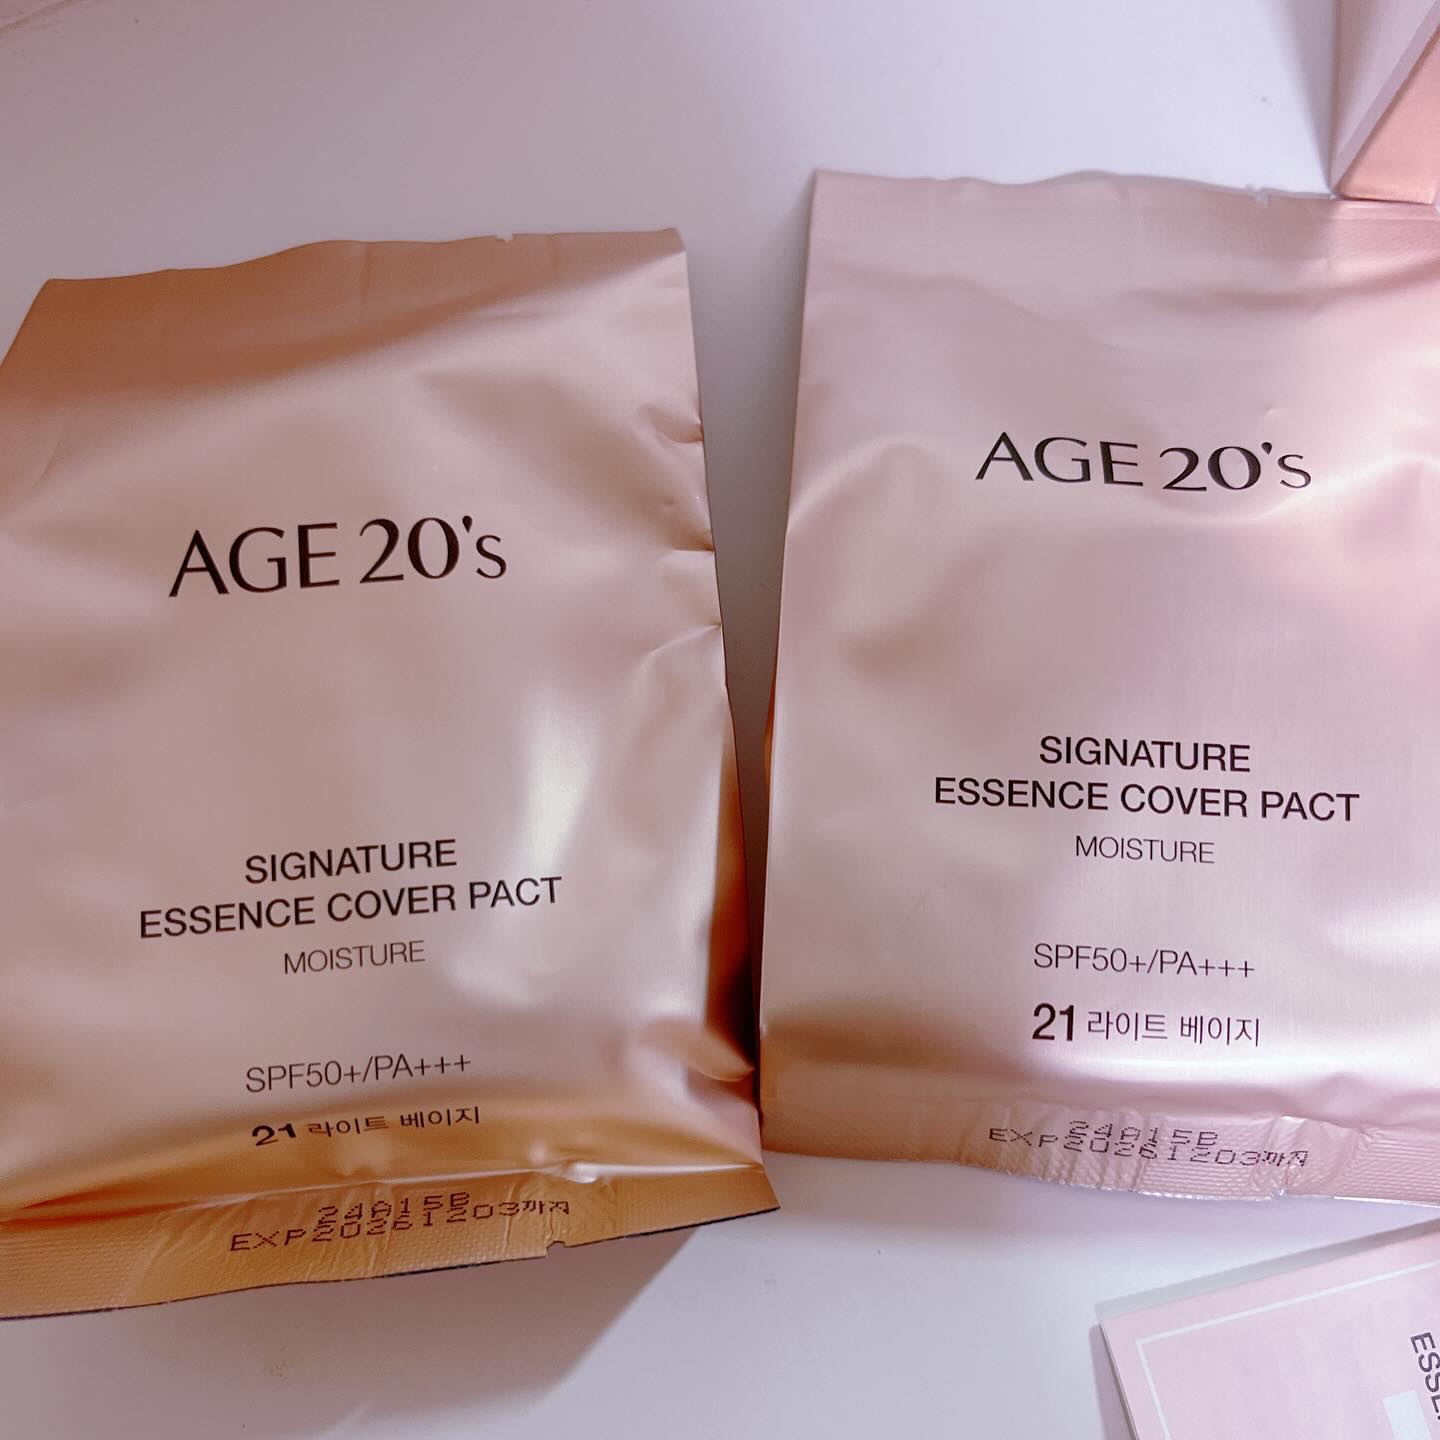 AGE 20's
SIGNATURE
ESSENCE COVER PACT
MOISTURE
SPF50+/PA+++
21 라이트 베이지
24A15B
EXP20261203까지
AGE 20's
SIGNATURE
ESSENCE COVER PACT
MOISTURE
SPF50+/PA+++
21 라이트 베이지
24A15B
EXP20261203까지